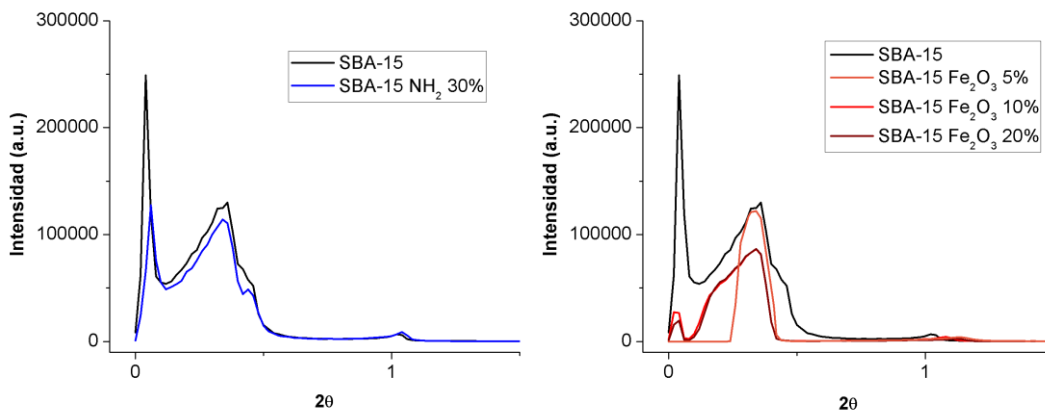 300000
200000
100000
0
Intensidad (a.u.)
SBA-15
SBA-15 NH₂ 30%
0
1
2θ
300000
200000
100000
0
Intensidad (a.u.)
SBA-15
SBA-15 Fe₂O₃ 5%
SBA-15 Fe₂O₃ 10%
SBA-15 Fe₂O₃ 20%
0
1
2θ